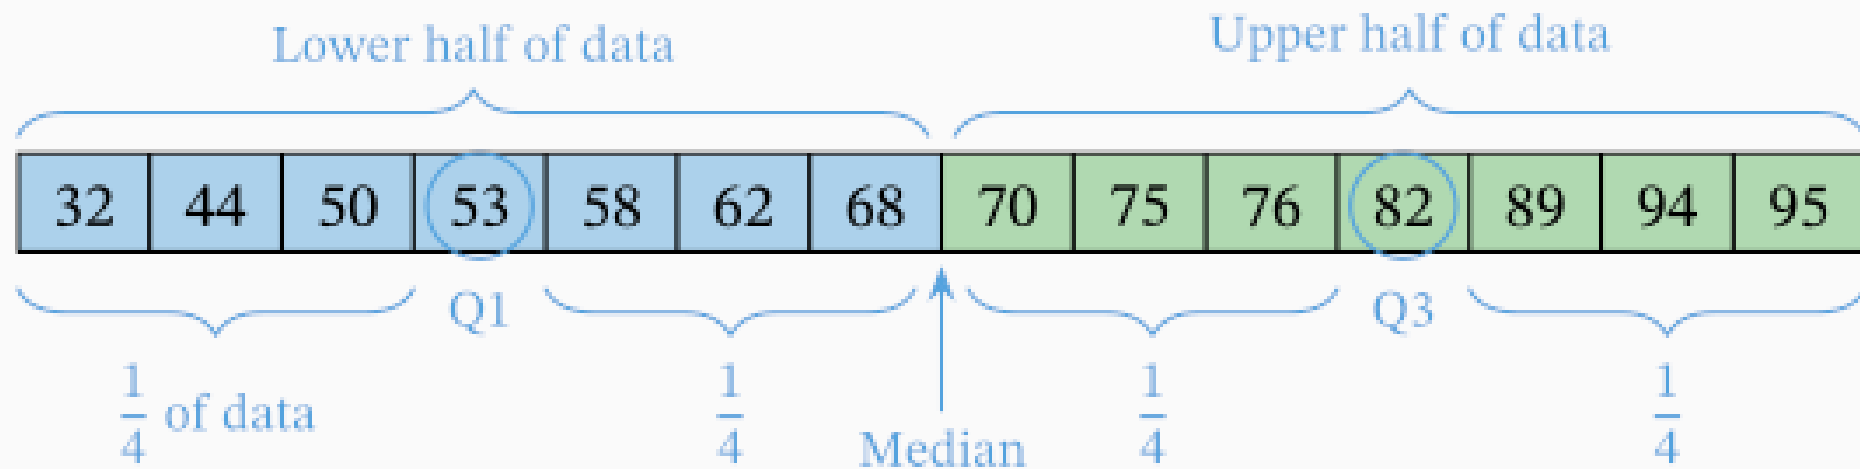 Lower half of data
Upper half of data
32 44 50 53 58 62 68 70 75 76 82 89 94 95
Q1
Q3
1/4 of data
1/4
Median
1/4
1/4